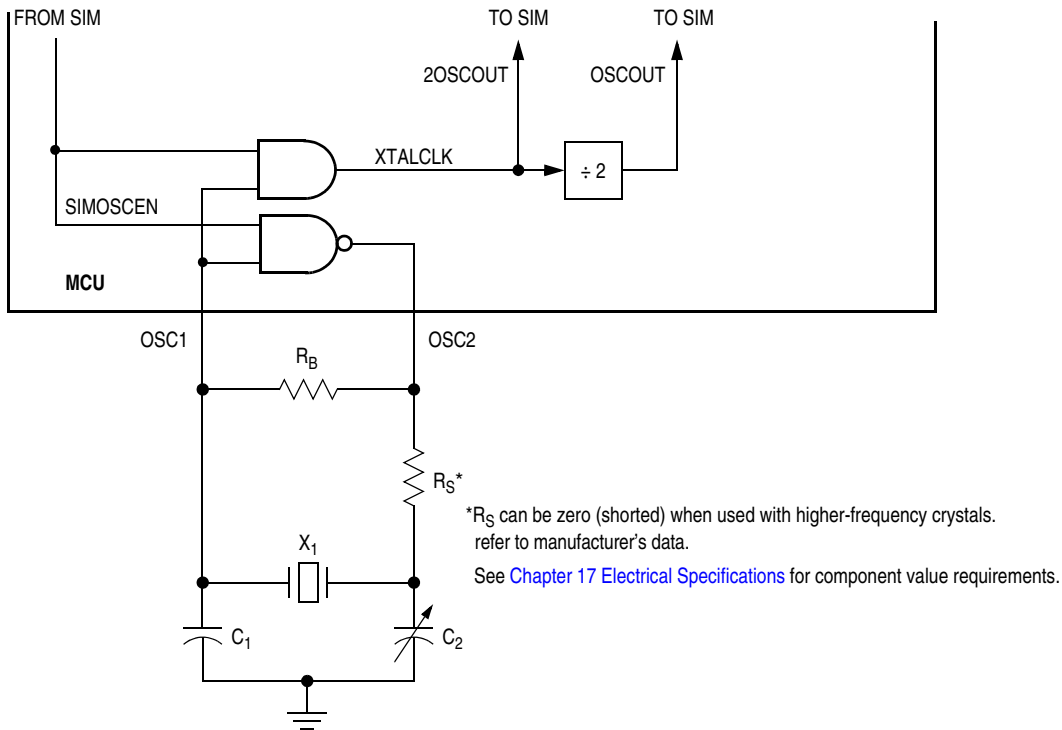 FROM SIM
TO SIM
TO SIM
2OSCOUT
OSCOUT
XTALCLK
÷ 2
SIMOSCEN
MCU
OSC1
OSC2
R_B
R_S*
*R_S can be zero (shorted) when used with higher-frequency crystals.
refer to manufacturer's data.
X_1
See Chapter 17 Electrical Specifications for component value requirements.
C_1
C_2